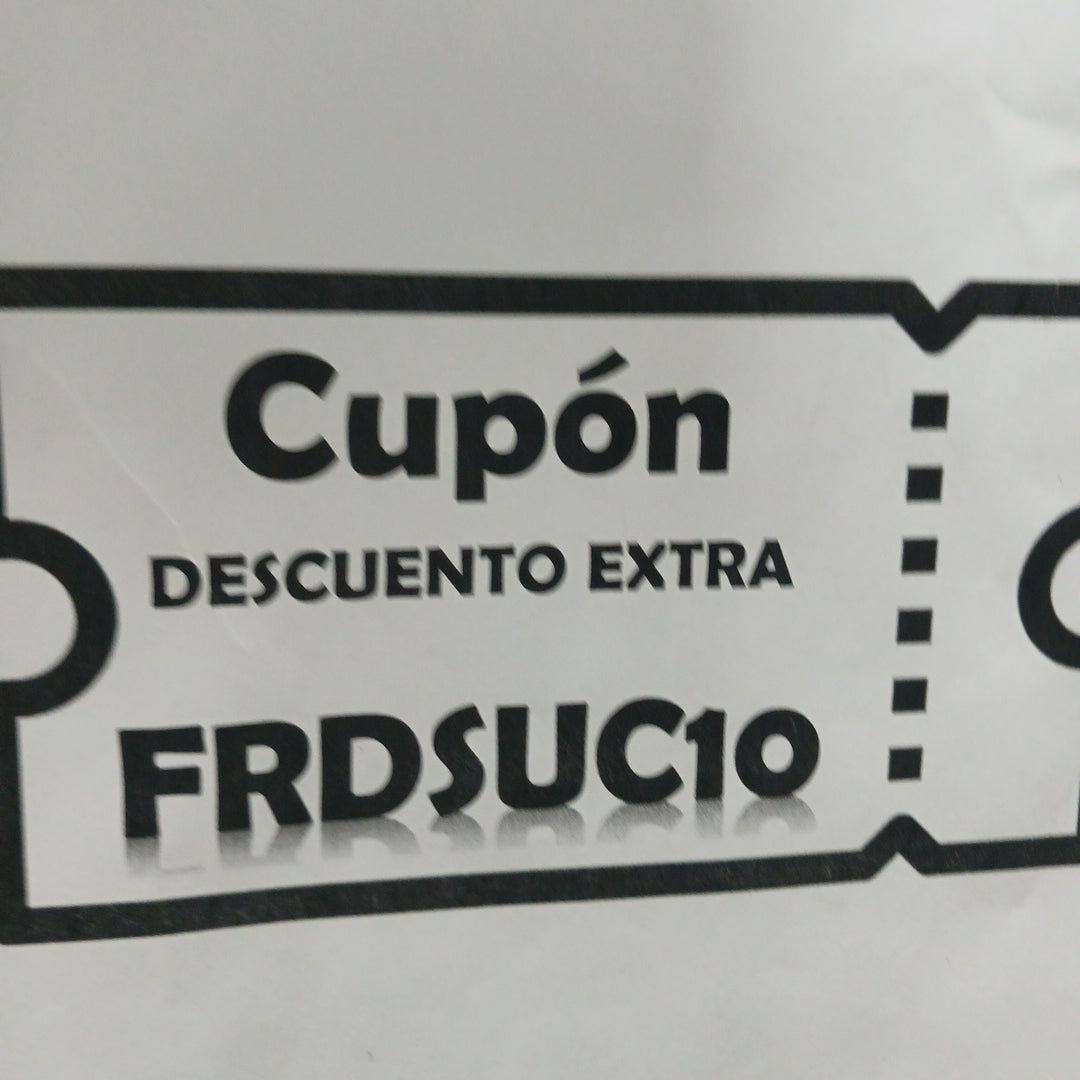 Cupón
DESCUENTO EXTRA
FRDSUC10